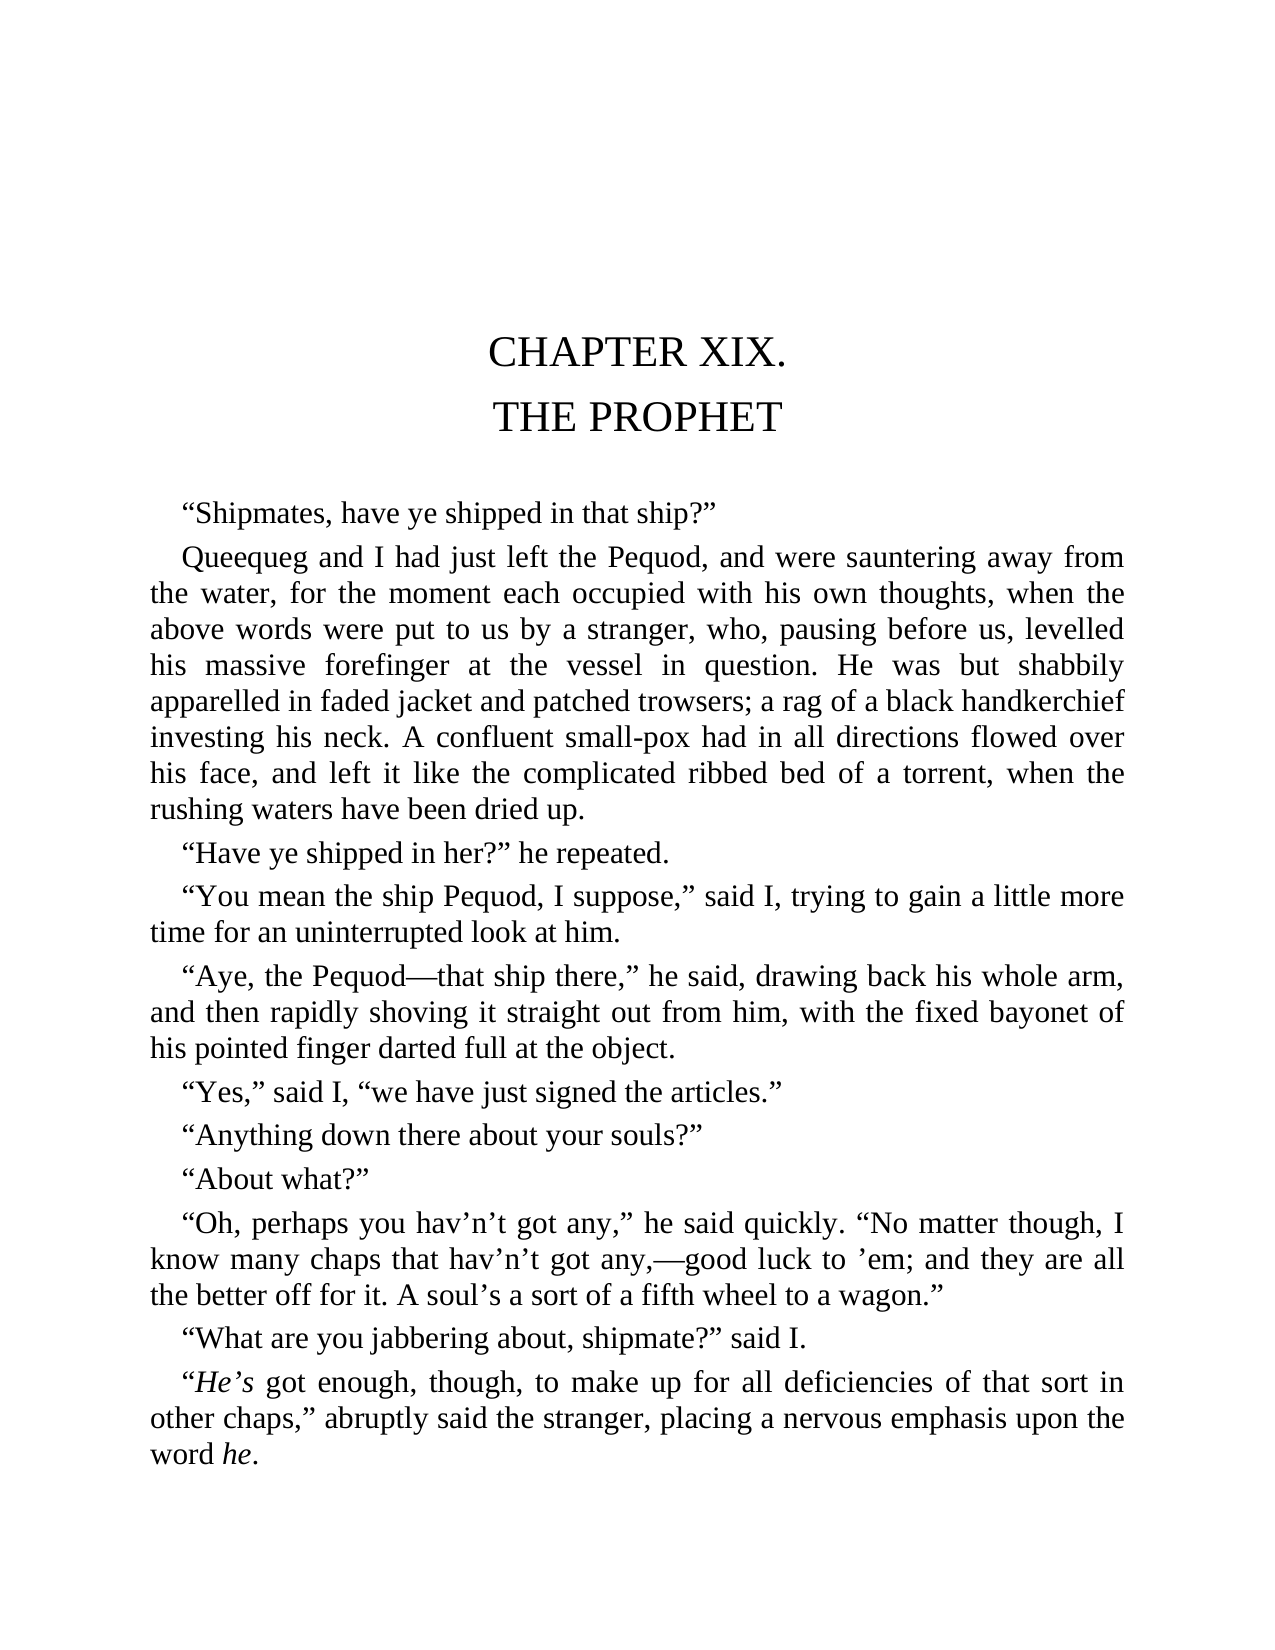 CHAPTER XIX.
THE PROPHET
“Shipmates, have ye shipped in that ship?”
Queequeg and I had just left the Pequod, and were sauntering away from
the water, for the moment each occupied with his own thoughts, when the
above words were put to us by a stranger, who, pausing before us, levelled
his massive forefinger at the vessel in question. He was but shabbily
apparelled in faded jacket and patched trowsers; a rag of a black handkerchief
investing his neck. A confluent small-pox had in all directions flowed over
his face, and left it like the complicated ribbed bed of a torrent, when the
rushing waters have been dried up.
“Have ye shipped in her?” he repeated.
“You mean the ship Pequod, I suppose,” said I, trying to gain a little more
time for an uninterrupted look at him.
“Aye, the Pequod—that ship there,” he said, drawing back his whole arm,
and then rapidly shoving it straight out from him, with the fixed bayonet of
his pointed finger darted full at the object.
“Yes,” said I, “we have just signed the articles.”
“Anything down there about your souls?”
“About what?”
“Oh, perhaps you hav’n’t got any,” he said quickly. “No matter though, I
know many chaps that hav’n’t got any,—good luck to ’em; and they are all
the better off for it. A soul’s a sort of a fifth wheel to a wagon.”
“What are you jabbering about, shipmate?” said I.
“He’s got enough, though, to make up for all deficiencies of that sort in
other chaps,” abruptly said the stranger, placing a nervous emphasis upon the
word he.